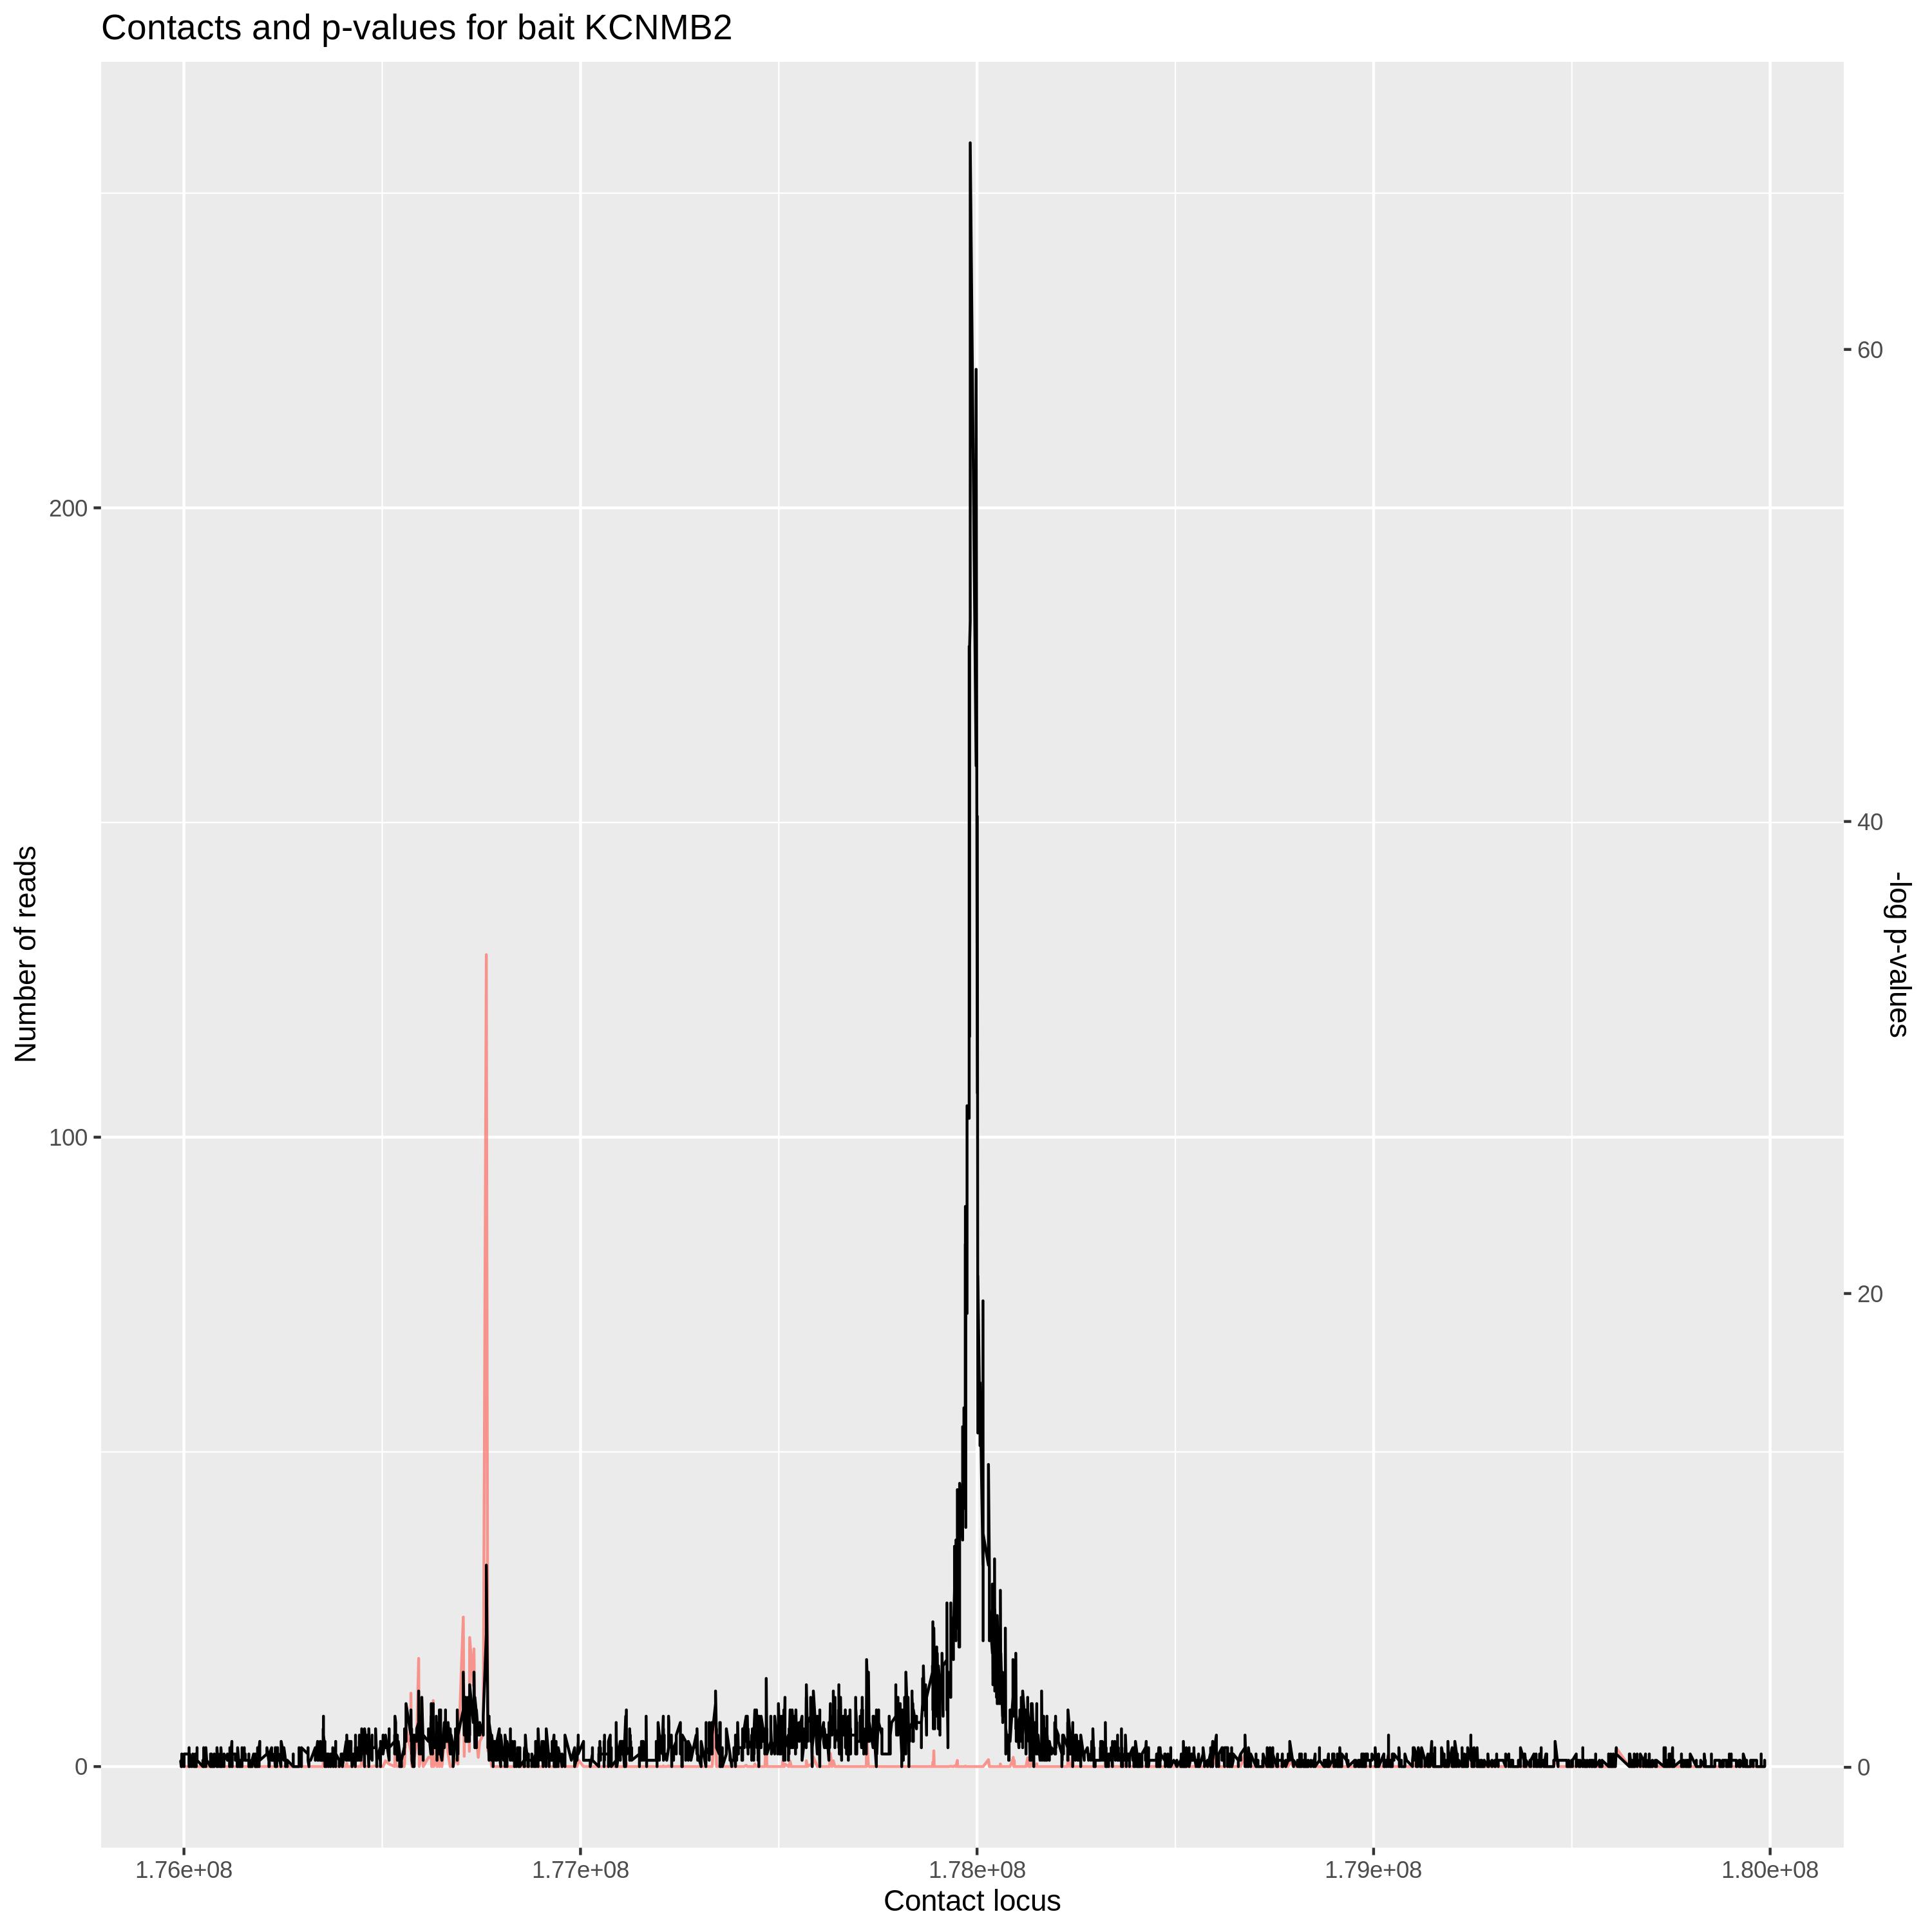 Contacts and p-values for bait KCNMB2
Number of reads
200
100
0
60
40
20
0
-log p-values
1.76e+08
1.77e+08
1.78e+08
1.79e+08
1.80e+08
Contact locus